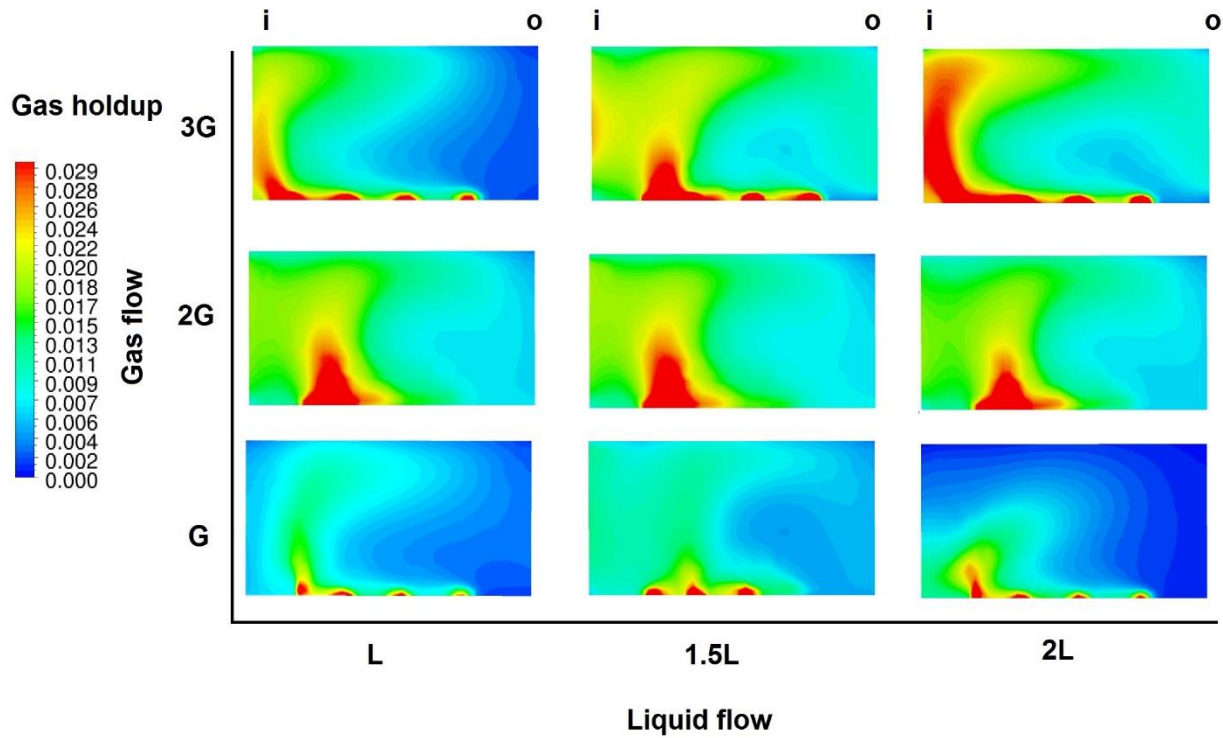 i o i o i o
Gas holdup
3G
0.029
0.028
0.026
0.024
0.022
0.020
0.017
0.015
0.013
0.011
0.009
0.007
0.006
0.004
0.002
0.000
Gas flow
2G
G
L 1.5L 2L
Liquid flow